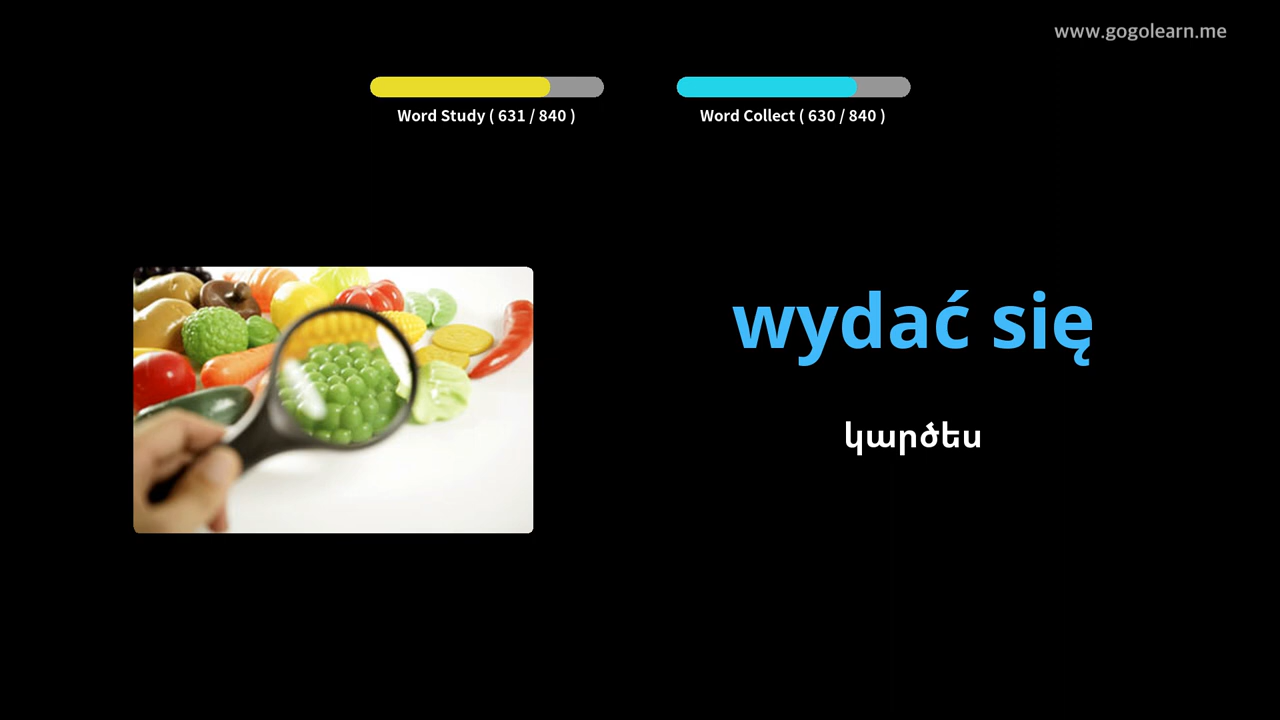 www.gogolearn.me
Word Study ( 631 / 840 )
Word Collect ( 630 / 840 )
wydać się
կարծես